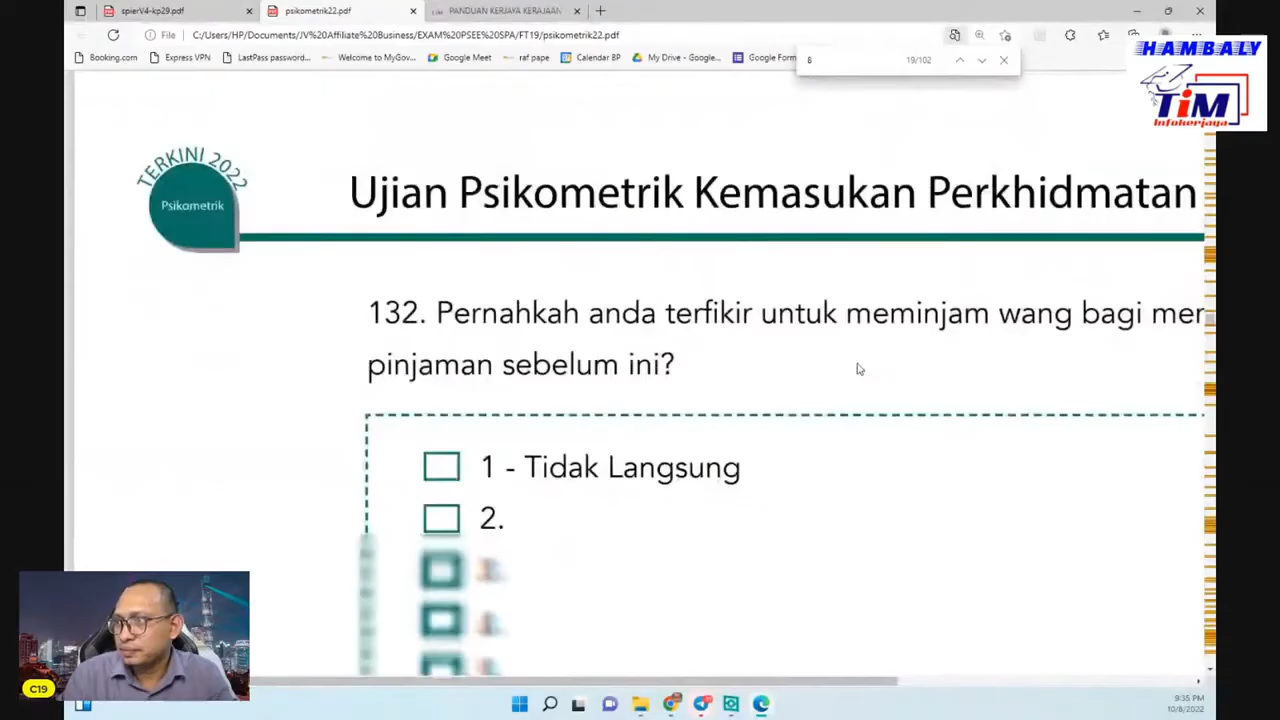 spierV4-kp29.pdf
psikometrik22.pdf
PANDUAN KERJAYA KERAJAAN
File
C:/Users/HP/Documents/JV%20Affiliate%20Business/EXAM%20PSEE%20SPA/FT19/psikometrik22.pdf
Booking.com
Express VPN
LastPass password...
Welcome to MyGov...
Google Meet
raf pape
Calendar BP
My Drive - Google...
Google Form
8
19/102
HAMBALY
TiM
Infokerjaya
TERKINI 2022
Psikometrik
Ujian Psikometrik Kemasukan Perkhidmatan
132. Pernahkah anda terfikir untuk meminjam wang bagi mer
pinjaman sebelum ini?
1 - Tidak Langsung
2.
C19
9:35 PM
10/8/2022